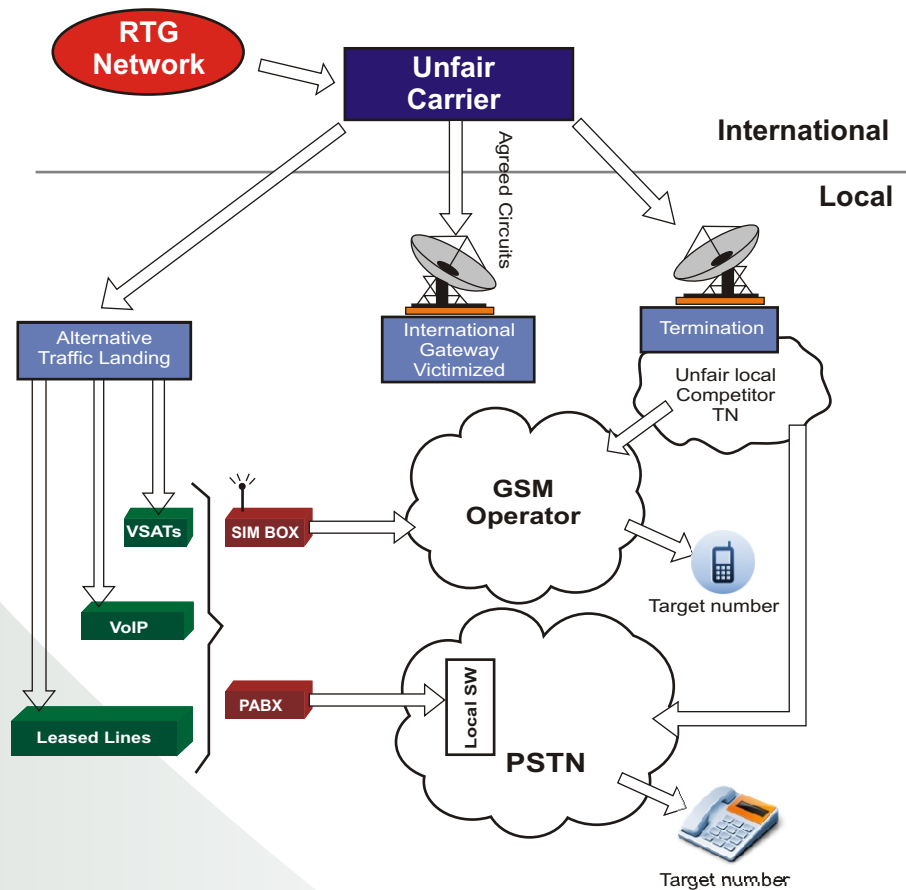 RTG
Network
Unfair
Carrier
International
Local
Agreed Circuits
Alternative
Traffic Landing
International
Gateway
Victimized
Termination
Unfair local
Competitor
TN
GSM
Operator
VSATs
SIM BOX
Target number
VoIP
PABX
Local SW
Leased Lines
PSTN
Target number